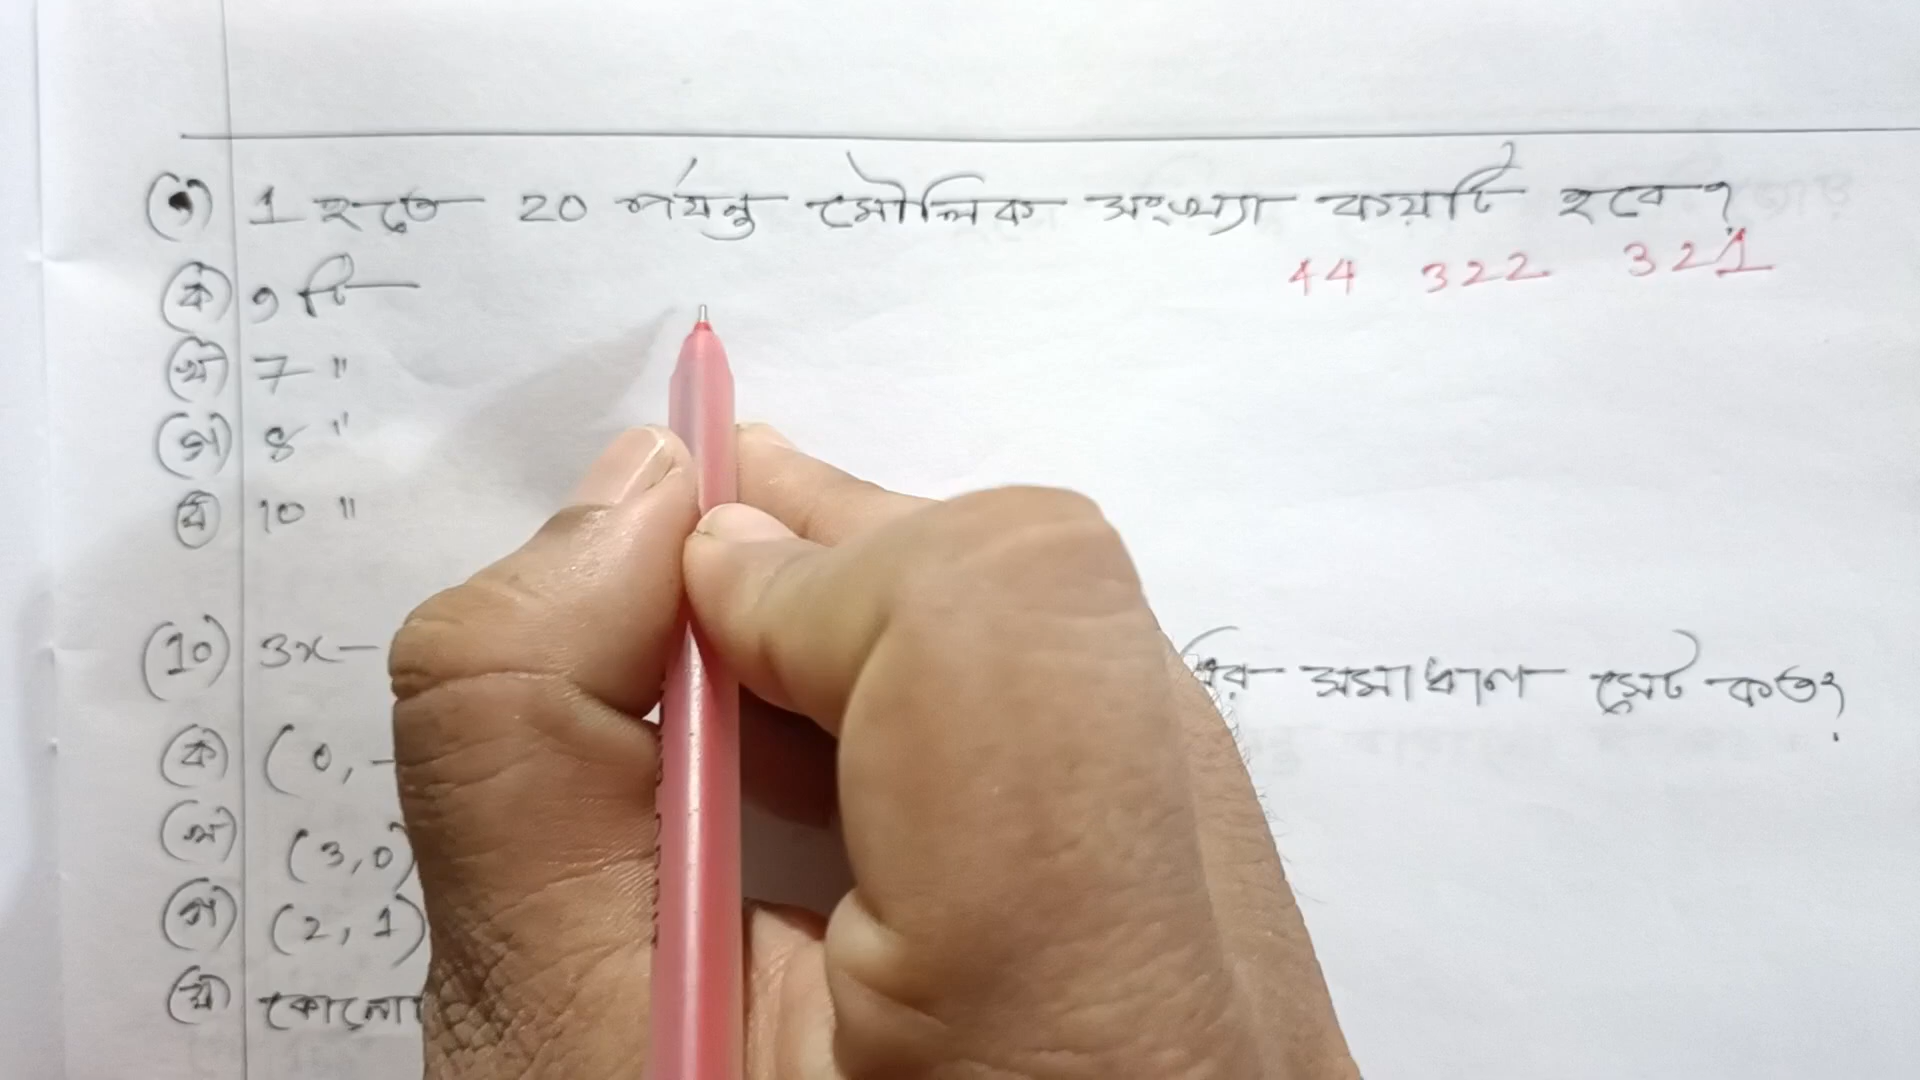 (9) 1 হতে 20 পর্যন্ত মৌলিক সংখ্যা কয়টি হবে?
44 322 321
(ক) 9 টি
(খ) 7 "
(গ) 8 "
(ঘ) 10 "
(10) 3x - এর সমাধান সেট কত?
(ক) (0, -
(খ) (3,0)
(গ) (2, 1)
(ঘ) কোনো